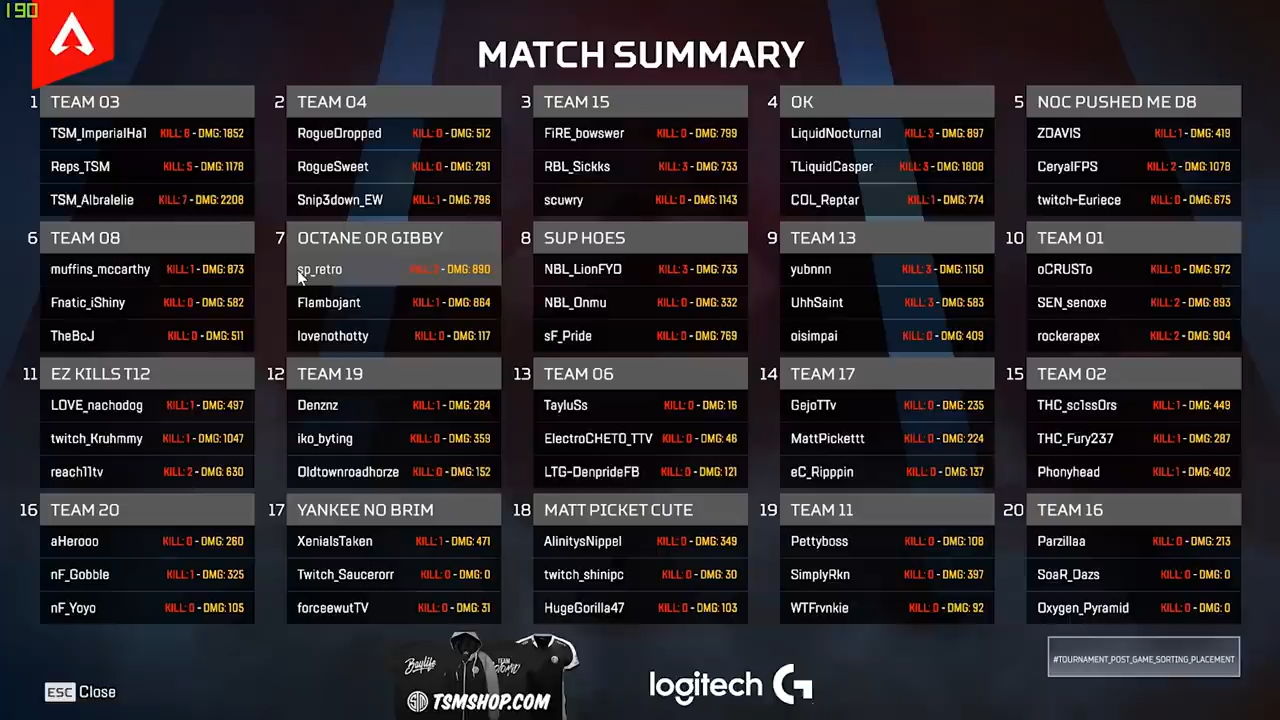 190
MATCH SUMMARY
1 TEAM 03
TSM_ImperialHal KILL: 8 - DMG: 1852
Reps_TSM KILL: 5 - DMG: 1178
TSM_Albralelie KILL: 7 - DMG: 2208
2 TEAM 04
RogueDropped KILL: 0 - DMG: 512
RogueSweet KILL: 0 - DMG: 291
Snip3down_EW KILL: 1 - DMG: 796
3 TEAM 15
FiRE_bowswer KILL: 0 - DMG: 799
RBL_Sickks KILL: 3 - DMG: 733
scuwry KILL: 0 - DMG: 1143
4 OK
LiquidNocturnal KILL: 3 - DMG: 897
TLiquidCasper KILL: 3 - DMG: 1808
COL_Reptar KILL: 1 - DMG: 774
5 NOC PUSHED ME D8
ZDAVIS KILL: 1 - DMG: 419
CeryalFPS KILL: 2 - DMG: 1078
twitch-Euriece KILL: 0 - DMG: 675
6 TEAM 08
muffins_mccarthy KILL: 1 - DMG: 873
Fnatic_iShiny KILL: 0 - DMG: 582
TheBcJ KILL: 0 - DMG: 511
7 OCTANE OR GIBBY
sp_retro KILL: - DMG: 890
Flambojant KILL: 1 - DMG: 864
lovenothotty KILL: 0 - DMG: 117
8 SUP HOES
NBL_LionFYD KILL: 3 - DMG: 733
NBL_Onmu KILL: 0 - DMG: 332
sF_Pride KILL: 0 - DMG: 769
9 TEAM 13
yubnnn KILL: 3 - DMG: 1150
UhhSaint KILL: 3 - DMG: 583
oisimpai KILL: 0 - DMG: 409
10 TEAM 01
oCRUSTo KILL: 0 - DMG: 972
SEN_senoxe KILL: 2 - DMG: 893
rockerapex KILL: 2 - DMG: 904
11 EZ KILLS T12
LOVE_nachodog KILL: 1 - DMG: 497
twitch_Kruhmmy KILL: 1 - DMG: 1047
reach11tv KILL: 2 - DMG: 630
12 TEAM 19
Denznz KILL: 1 - DMG: 284
iko_byting KILL: 0 - DMG: 359
Oldtownroadhorze KILL: 0 - DMG: 152
13 TEAM 06
TayluSs KILL: 0 - DMG: 16
ElectroCHETO_TTV KILL: 0 - DMG: 46
LTG-DenprideFB KILL: 0 - DMG: 121
14 TEAM 17
GejoTTv KILL: 0 - DMG: 235
MattPickettt KILL: 0 - DMG: 224
eC_Ripppin KILL: 0 - DMG: 137
15 TEAM 02
THC_sc1ss0rs KILL: 1 - DMG: 449
THC_Fury237 KILL: 1 - DMG: 287
Phonyhead KILL: 1 - DMG: 402
16 TEAM 20
aHerooo KILL: 0 - DMG: 260
nF_Gobble KILL: 1 - DMG: 325
nF_Yoyo KILL: 0 - DMG: 105
17 YANKEE NO BRIM
XenialsTaken KILL: 1 - DMG: 471
Twitch_Saucerorr KILL: 0 - DMG: 0
forceewutTV KILL: 0 - DMG: 31
18 MATT PICKET CUTE
AlinitysNippel KILL: 0 - DMG: 349
twitch_shinipc KILL: 0 - DMG: 30
HugeGorilla47 KILL: 0 - DMG: 103
19 TEAM 11
Pettyboss KILL: 0 - DMG: 108
SimplyRkn KILL: 0 - DMG: 397
WTFrvnkie KILL: 0 - DMG: 92
20 TEAM 16
Parzillaa KILL: 0 - DMG: 213
SoaR_Dazs KILL: 0 - DMG: 0
Oxygen_Pyramid KILL: 0 - DMG: 0
ESC Close
Baylife
TEAM
TSM TSMSHOP.COM
logitech G
#TOURNAMENT_POST_GAME_SORTING_PLACEMENT